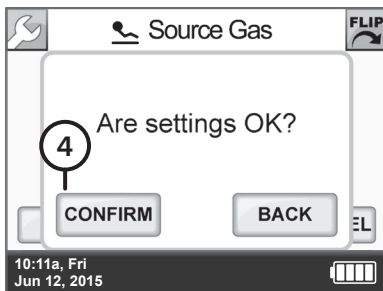 Source Gas
FLIP
Are settings OK?
4
CONFIRM
BACK
EL
10:11a, Fri
Jun 12, 2015